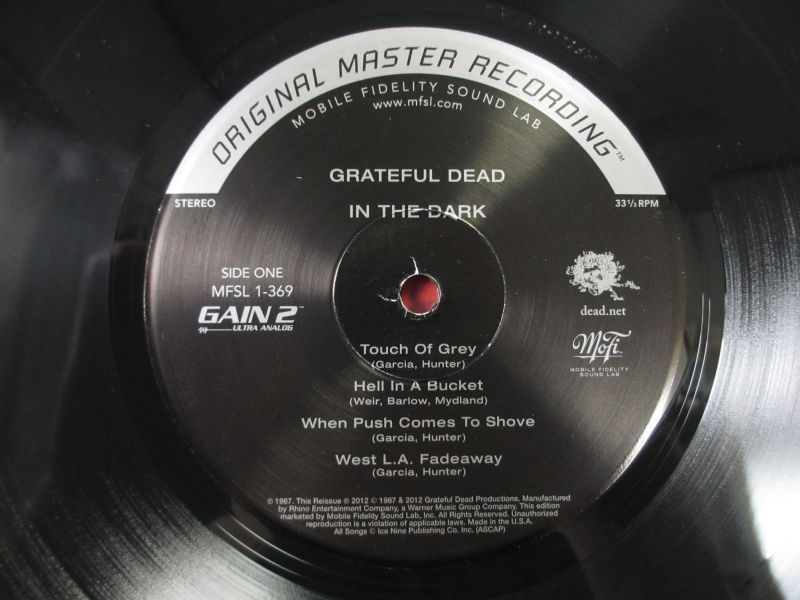 ORIGINAL MASTER RECORDING™
MOBILE FIDELITY SOUND LAB
www.mfsl.com
GRATEFUL DEAD
STEREO
33⅓ RPM
IN THE DARK
SIDE ONE
MFSL 1-369
GAIN 2™
ULTRA ANALOG
dead.net
MoFi
MOBILE FIDELITY
SOUND LAB
Touch Of Grey
(Garcia, Hunter)
Hell In A Bucket
(Weir, Barlow, Mydland)
When Push Comes To Shove
(Garcia, Hunter)
West L.A. Fadeaway
(Garcia, Hunter)
℗ 1987. This Reissue ℗ 2012 © 1987 & 2012 Grateful Dead Productions. Manufactured
by Rhino Entertainment Company, a Warner Music Group Company. This edition
marketed by Mobile Fidelity Sound Lab, Inc. All Rights Reserved. Unauthorized
reproduction is a violation of applicable laws. Made in the U.S.A.
All Songs © Ice Nine Publishing Co. Inc. (ASCAP)